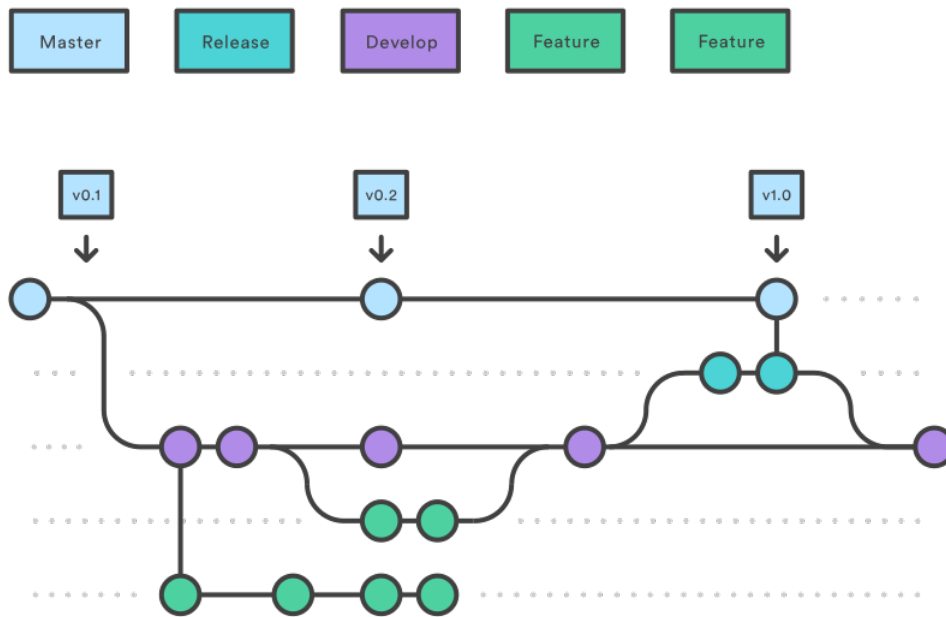 Master
Release
Develop
Feature
Feature
v0.1
v0.2
v1.0